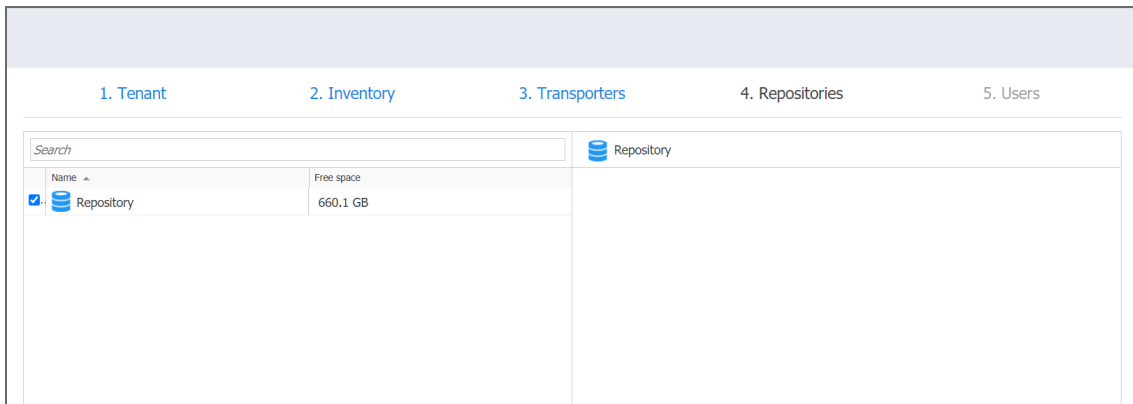 1. Tenant 2. Inventory 3. Transporters 4. Repositories 5. Users
Search
Repository
Name Free space
Repository 660.1 GB